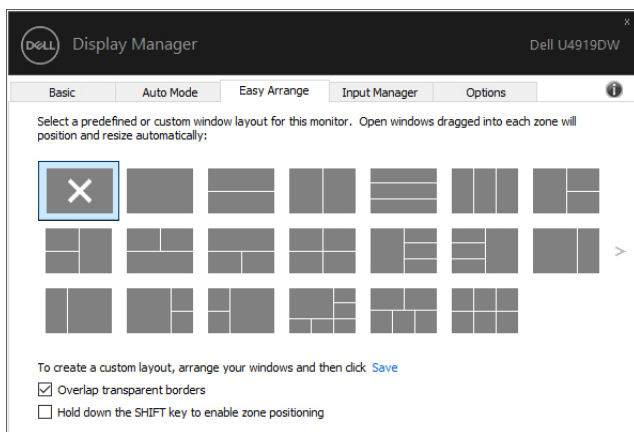 x
DELL Display Manager Dell U4919DW
Basic Auto Mode Easy Arrange Input Manager Options i
Select a predefined or custom window layout for this monitor. Open windows dragged into each zone will
position and resize automatically:
>
To create a custom layout, arrange your windows and then click Save
Overlap transparent borders
Hold down the SHIFT key to enable zone positioning